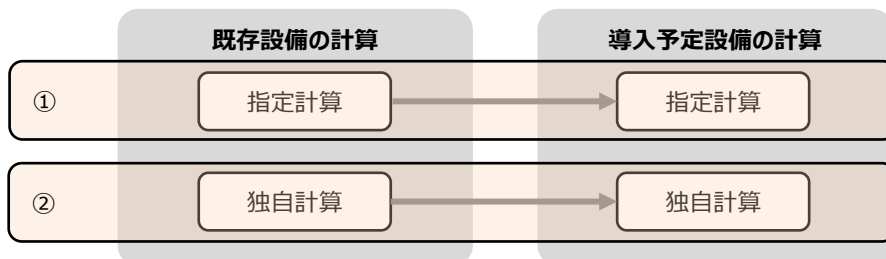 既存設備の計算 導入予定設備の計算
① 指定計算 指定計算
② 独自計算 独自計算